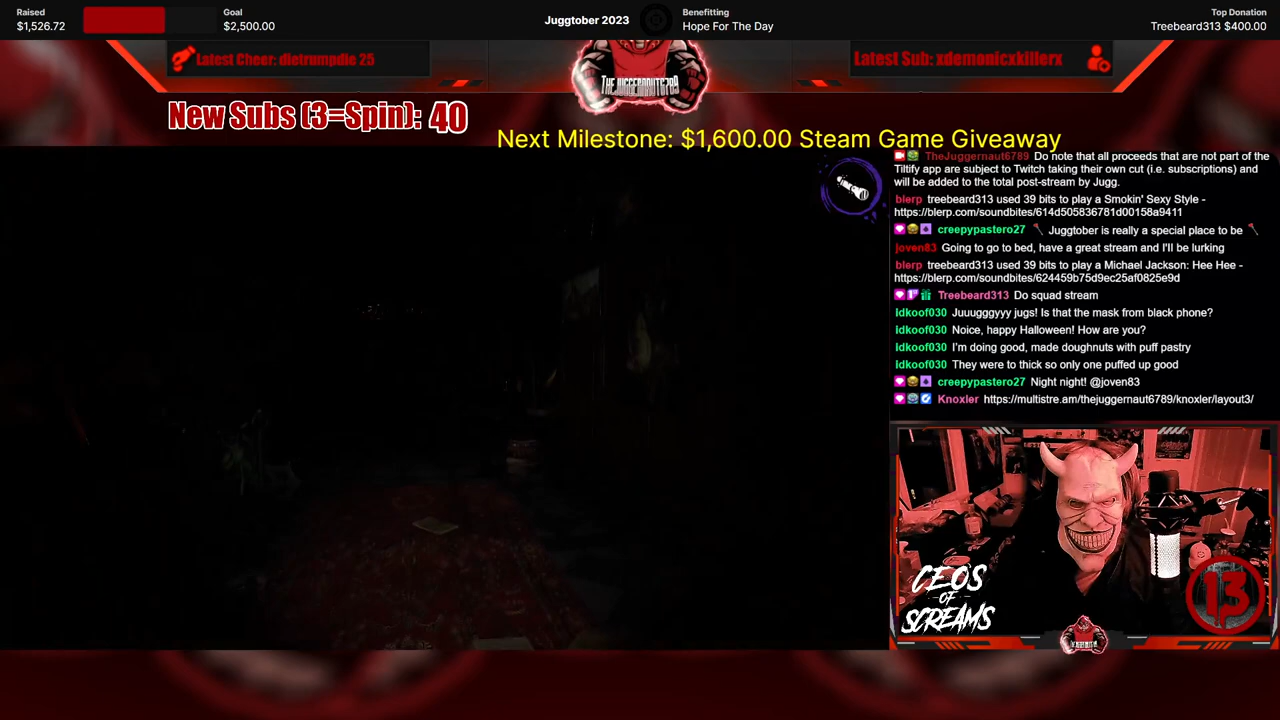 Raised
$1,526.72
Goal
$2,500.00
Juggtober 2023
Benefitting
Hope For The Day
Top Donation
Treebeard313 $400.00
Latest Cheer: dietrumpdie 25
THEJUGGERNAUT6789
Latest Sub: xdemonicxkillerx
New Subs (3=Spin): 40
Next Milestone: $1,600.00 Steam Game Giveaway
TheJuggernaut6789 Do note that all proceeds that are not part of the
Tiltify app are subject to Twitch taking their own cut (i.e. subscriptions) and
will be added to the total post-stream by Jugg.
blerp treebeard313 used 39 bits to play a Smokin' Sexy Style -
https://blerp.com/soundbites/614d505836781d00158a9411
creepypastero27 Juggtober is really a special place to be
joven83 Going to go to bed, have a great stream and I'll be lurking
blerp treebeard313 used 39 bits to play a Michael Jackson: Hee Hee -
https://blerp.com/soundbites/624459b75d9ec25af0825e9d
Treebeard313 Do squad stream
Idkoof030 Juuugggyyy jugs! Is that the mask from black phone?
Idkoof030 Noice, happy Halloween! How are you?
Idkoof030 I'm doing good, made doughnuts with puff pastry
Idkoof030 They were to thick so only one puffed up good
creepypastero27 Night night! @joven83
Knoxler https://multistre.am/thejuggernaut6789/knoxler/layout3/
CEOS
OF
SCREAMS
13